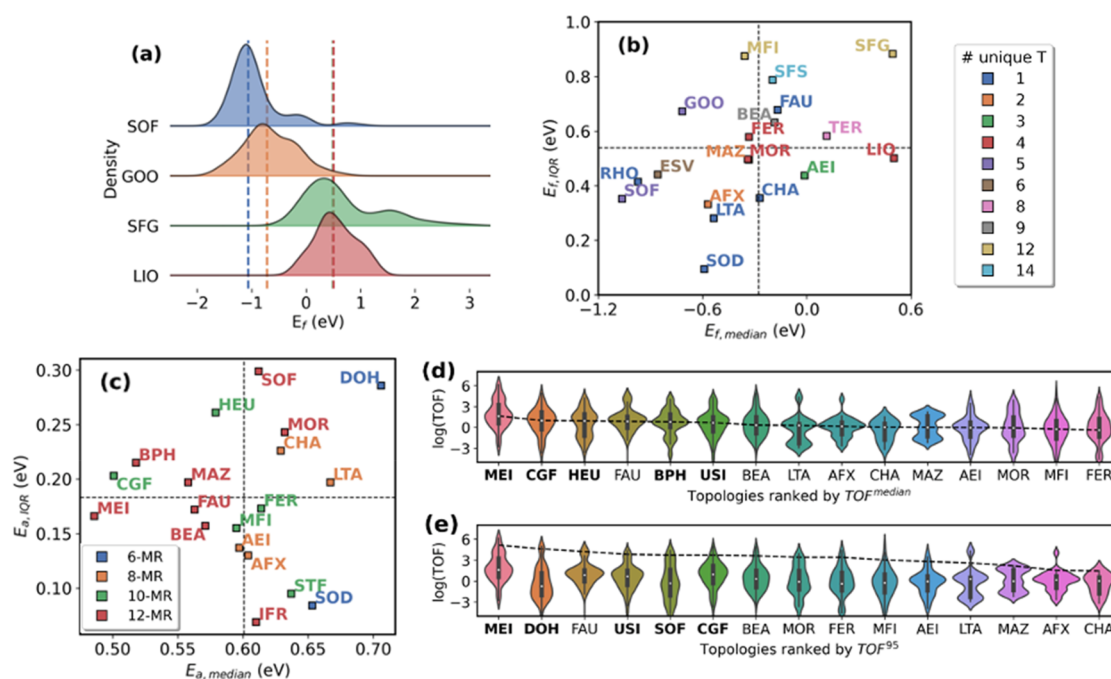 (a)
Density
SOF
GOO
SFG
LIO
−2 −1 0 1 2 3
E_f (eV)
(b)
E_f,IQR (eV)
1.0
0.8
0.6
0.4
0.2
0.0
MFI
SFG
SFS
GOO
FAU
BEA
FER
TER
MAZ
MOR
LIO
RHO
ESV
AEI
SOF
AFX
CHA
LTA
SOD
−1.2 −0.6 0.0 0.6
E_f,median (eV)
# unique T
1
2
3
4
5
6
8
9
12
14
(c)
E_a,IQR (eV)
0.30
0.25
0.20
0.15
0.10
SOF
DOH
HEU
MOR
CHA
BPH
CGF
MAZ
LTA
MEI
FAU
FER
BEA
MFI
AEI
AFX
STF
SOD
IFR
6-MR
8-MR
10-MR
12-MR
0.50 0.55 0.60 0.65 0.70
E_a,median (eV)
(d)
log(TOF)
6
3
0
−3
MEI CGF HEU FAU BPH USI BEA LTA AFX CHA MAZ AEI MOR MFI FER
Topologies ranked by TOF^median
(e)
log(TOF)
6
3
0
−3
MEI DOH FAU USI SOF CGF BEA MOR FER MFI AEI LTA MAZ AFX CHA
Topologies ranked by TOF^95